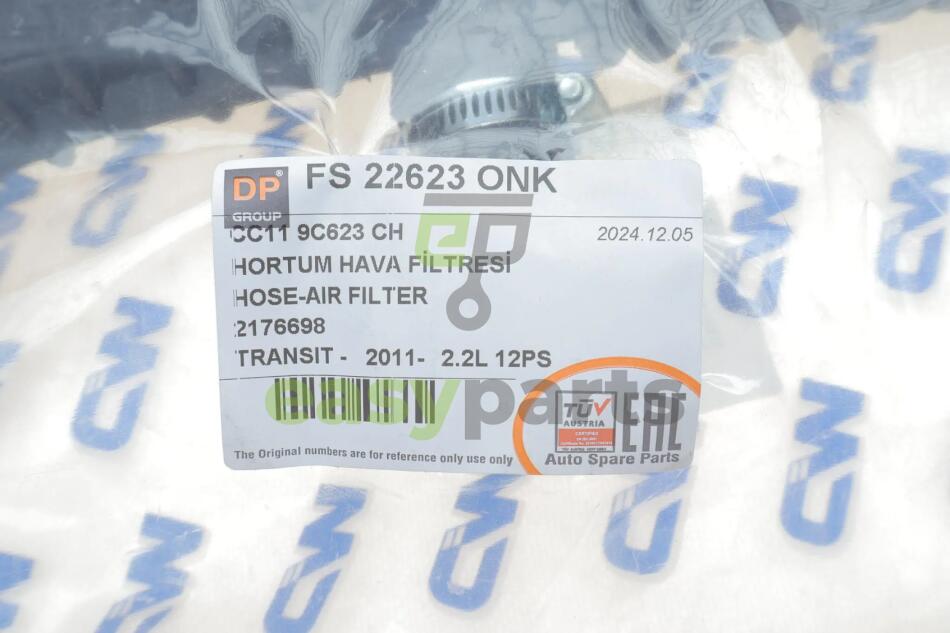 DP®
GROUP
FS 22623 ONK
CC11 9C623 CH
2024.12.05
HORTUM HAVA FİLTRESİ
HOSE-AIR FILTER
2176698
TRANSIT - 2011- 2.2L 12PS
easyparts
TÜV
AUSTRIA
CERTIFIED
EAC
The Original numbers are for reference only use only
Auto Spare Parts